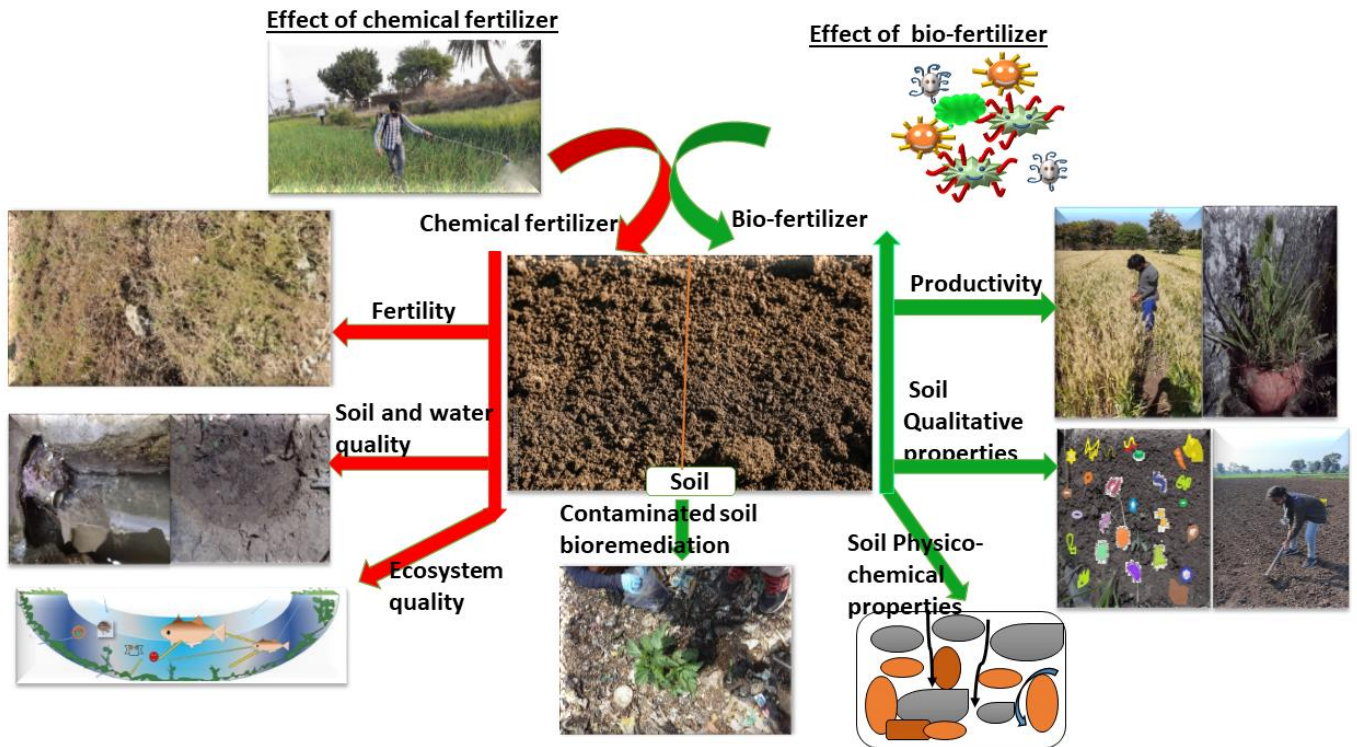 Effect of chemical fertilizer
Effect of bio-fertilizer
Chemical fertilizer
Bio-fertilizer
Fertility
Productivity
Soil and water
quality
Soil
Qualitative
properties
Soil
Contaminated soil
bioremediation
Ecosystem
quality
Soil Physico-
chemical
properties